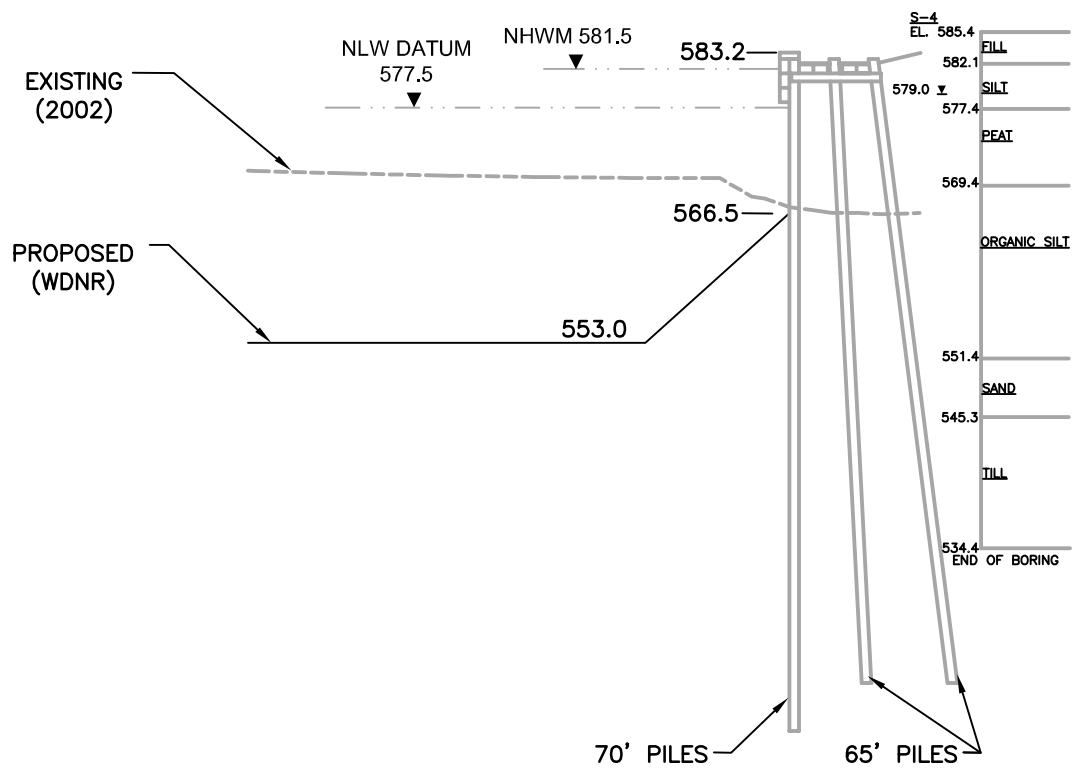 S-4
EL. 585.4
FILL
582.1
SILT
579.0
577.4
PEAT
569.4
ORGANIC SILT
551.4
SAND
545.3
TILL
534.4
END OF BORING
NHWM 581.5
583.2
NLW DATUM
577.5
EXISTING
(2002)
566.5
PROPOSED
(WDNR)
553.0
70' PILES
65' PILES